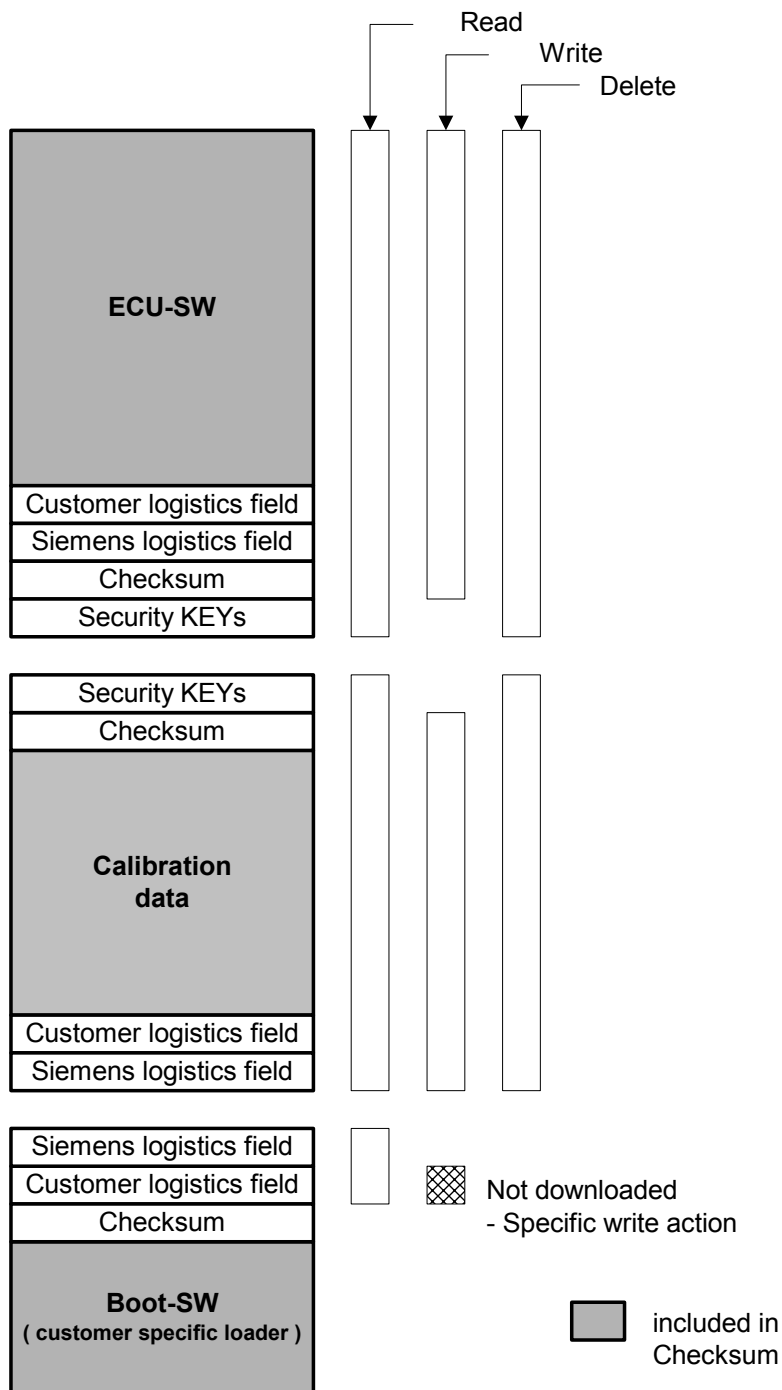 Read
Write
Delete
ECU-SW
Customer logistics field
Siemens logistics field
Checksum
Security KEYs
Security KEYs
Checksum
Calibration
data
Customer logistics field
Siemens logistics field
Siemens logistics field
Customer logistics field
Checksum
Not downloaded
- Specific write action
Boot-SW
( customer specific loader )
included in
Checksum